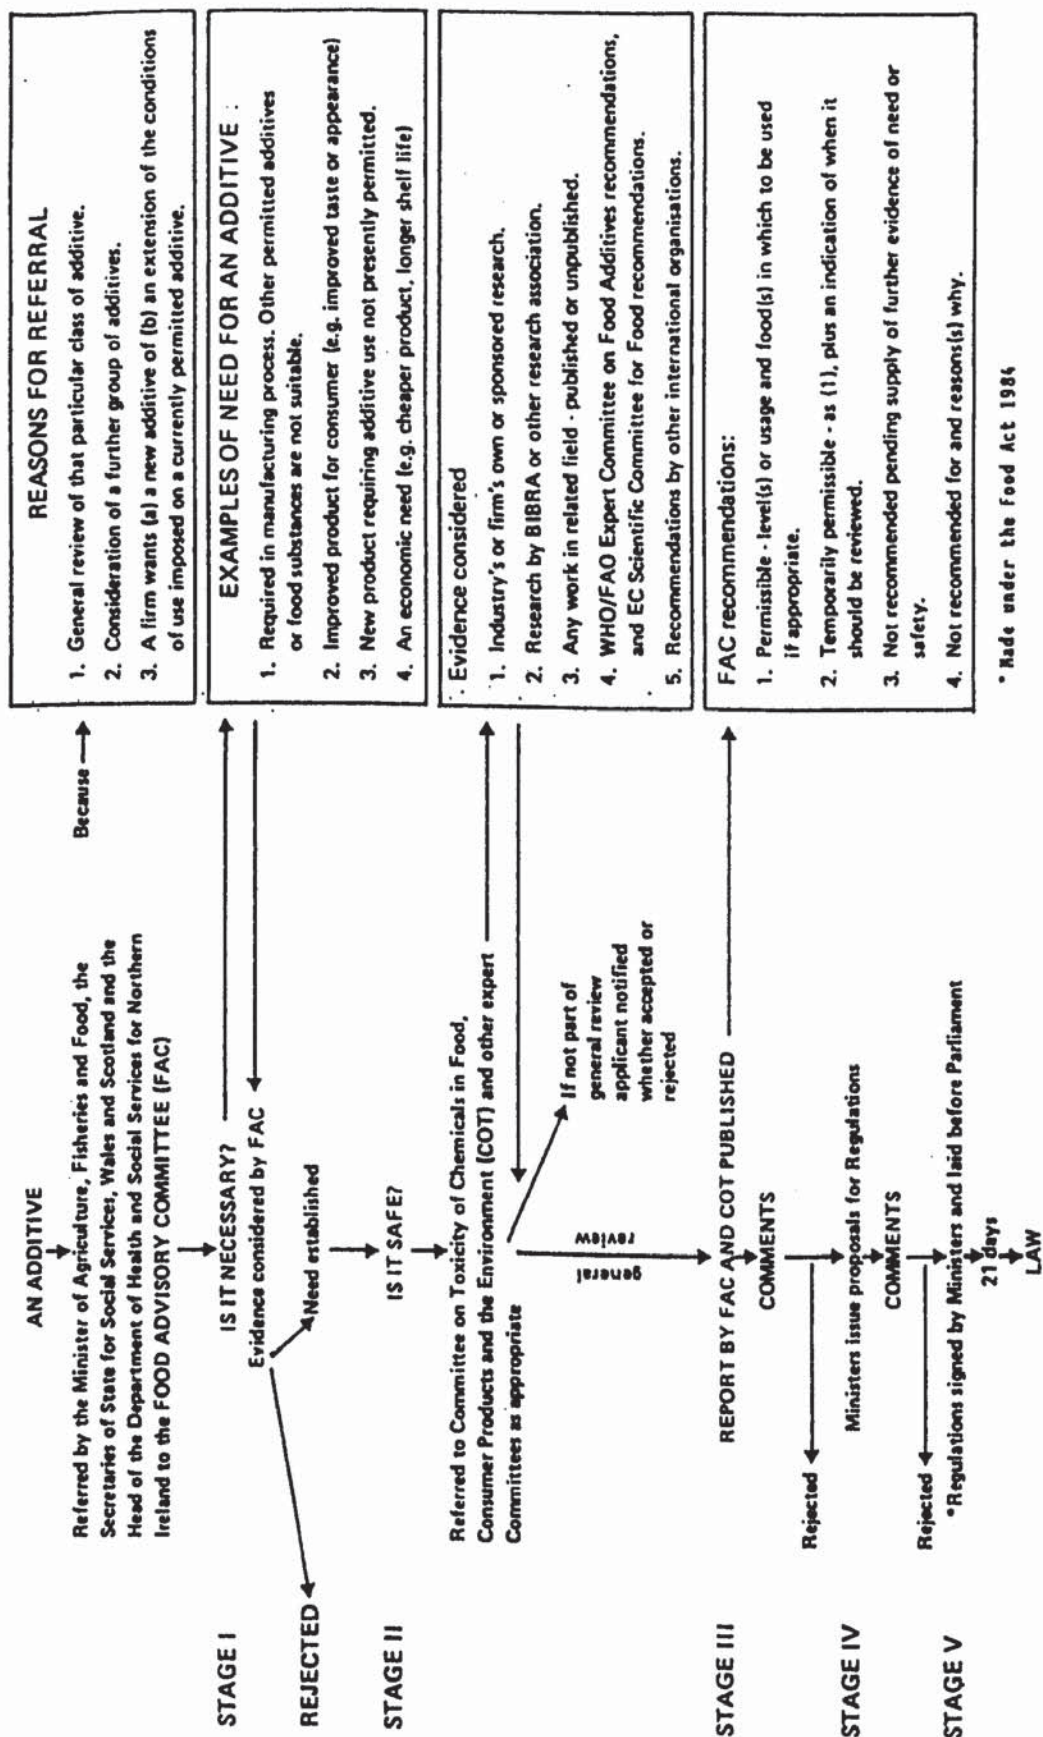 AN ADDITIVE
Referred by the Minister of Agriculture, Fisheries and Food, the
Secretaries of State for Social Services, Wales and Scotland and the
Head of the Department of Health and Social Services for Northern
Ireland to the FOOD ADVISORY COMMITTEE (FAC)
Because
REASONS FOR REFERRAL
1. General review of that particular class of additive.
2. Consideration of a further group of additives.
3. A firm wants (a) a new additive of (b) an extension of the conditions
of use imposed on a currently permitted additive.
STAGE I
IS IT NECESSARY?
Evidence considered by FAC
Need established
REJECTED
EXAMPLES OF NEED FOR AN ADDITIVE :
1. Required in manufacturing process. Other permitted additives
or food substances are not suitable.
2. Improved product for consumer (e.g. improved taste or appearance)
3. New product requiring additive use not presently permitted.
4. An economic need (e.g. cheaper product, longer shelf life)
STAGE II
IS IT SAFE?
Referred to Committee on Toxicity of Chemicals in Food,
Consumer Products and the Environment (COT) and other expert
Committees as appropriate
general
review
If not part of
general review
applicant notified
whether accepted or
rejected
Evidence considered
1. Industry's or firm's own or sponsored research.
2. Research by BIBRA or other research association.
3. Any work in related field - published or unpublished.
4. WHO/FAO Expert Committee on Food Additives recommendations,
and EC Scientific Committee for Food recommendations.
5. Recommendations by other international organisations.
STAGE III
REPORT BY FAC AND COT PUBLISHED
COMMENTS
Rejected
FAC recommendations:
1. Permissible - level(s) or usage and food(s) in which to be used
if appropriate.
2. Temporarily permissible - as (1), plus an indication of when it
should be reviewed.
3. Not recommended pending supply of further evidence of need or
safety.
4. Not recommended for and reasons(s) why.
STAGE IV
Ministers issue proposals for Regulations
COMMENTS
Rejected
STAGE V
*Regulations signed by Ministers and laid before Parliament
21 days
LAW
* Made under the Food Act 1984